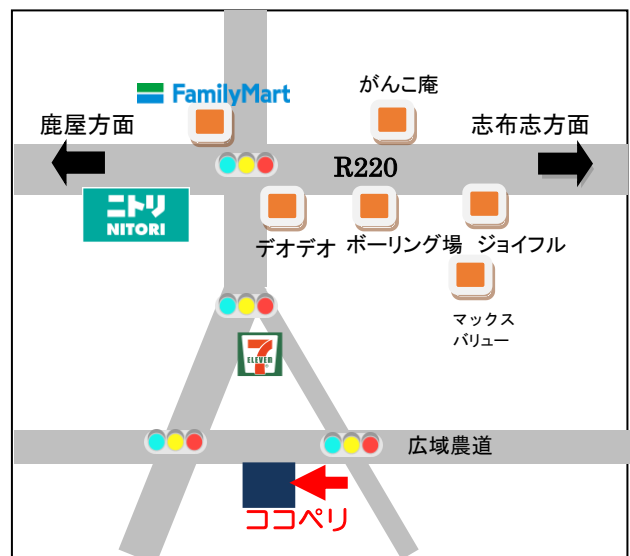 FamilyMart
がんこ庵
鹿屋方面
志布志方面
R220
ニトリ
NITORI
デオデオ
ボーリング場
ジョイフル
マックス
バリュー
7
ELEVEN
広域農道
ココペリ